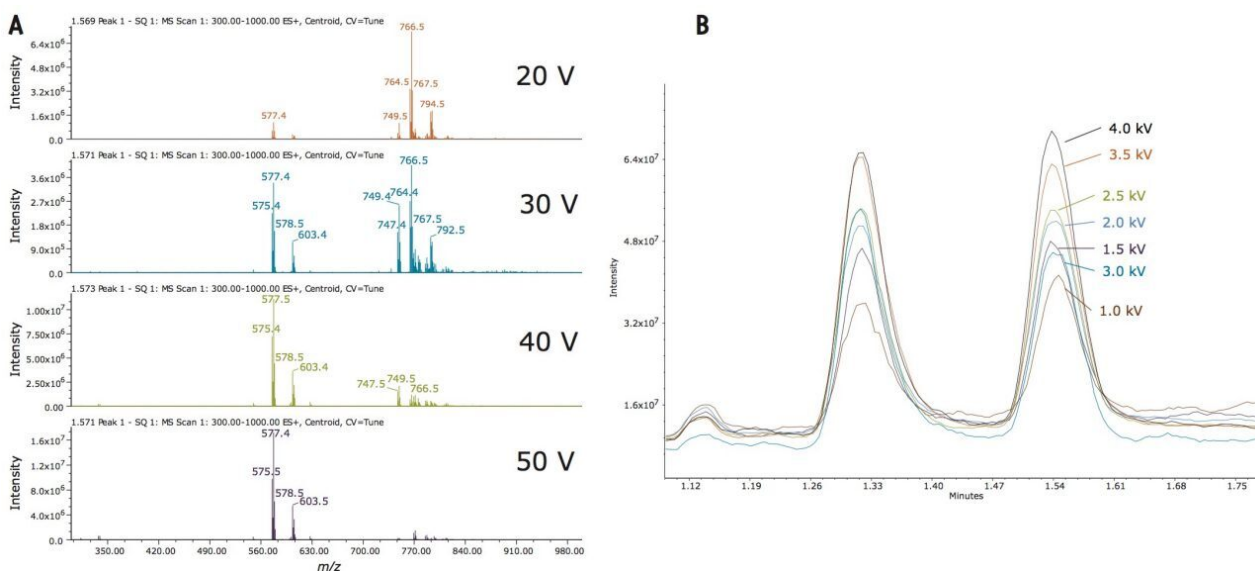 A
1.569 Peak 1 - SQ 1: MS Scan 1: 300.00-1000.00 ES+, Centroid, CV=Tune
Intensity
6.4x10⁶
4.8x10⁶
3.2x10⁶
1.6x10⁶
0.0
577.4
749.5
764.5
766.5
767.5
794.5
20 V
1.571 Peak 1 - SQ 1: MS Scan 1: 300.00-1000.00 ES+, Centroid, CV=Tune
Intensity
3.6x10⁶
2.7x10⁶
1.8x10⁶
9.0x10⁵
0.0
575.4
577.4
578.5
603.4
747.4
749.4
764.4
766.5
767.5
792.5
30 V
1.573 Peak 1 - SQ 1: MS Scan 1: 300.00-1000.00 ES+, Centroid, CV=Tune
Intensity
1.00x10⁷
7.50x10⁶
5.00x10⁶
2.50x10⁶
0.00
575.4
577.5
578.5
603.4
747.5
749.5
766.5
40 V
1.571 Peak 1 - SQ 1: MS Scan 1: 300.00-1000.00 ES+, Centroid, CV=Tune
Intensity
1.6x10⁷
1.2x10⁷
8.0x10⁶
4.0x10⁶
0.0
575.5
577.4
578.5
603.5
50 V
350.00 420.00 490.00 560.00 630.00 700.00 770.00 840.00 910.00 980.00
m/z
B
Intensity
6.4x10⁷
4.8x10⁷
3.2x10⁷
1.6x10⁷
4.0 kV
3.5 kV
2.5 kV
2.0 kV
1.5 kV
3.0 kV
1.0 kV
1.12 1.19 1.26 1.33 1.40 1.47 1.54 1.61 1.68 1.75
Minutes